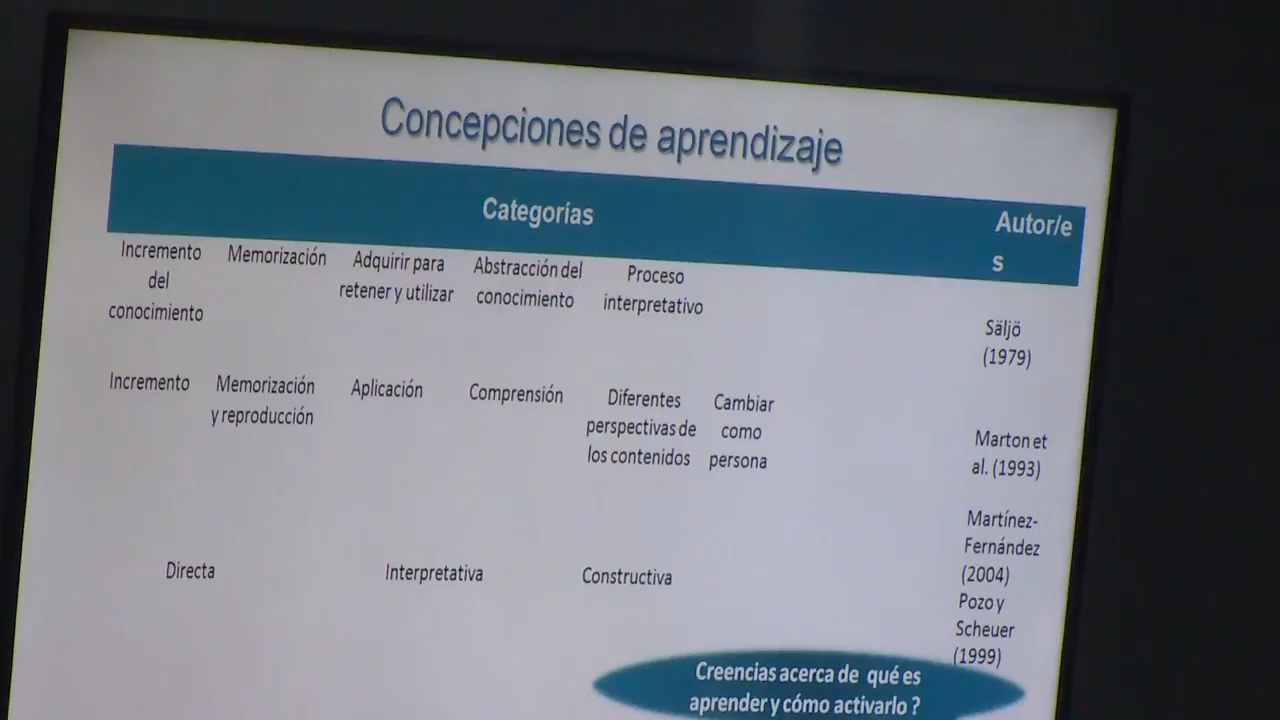 Concepciones de aprendizaje
Categorías
Autor/e
s
Incremento
del
conocimiento
Memorización
Adquirir para
retener y utilizar
Abstracción del
conocimiento
Proceso
interpretativo
Säljö
(1979)
Incremento
Memorización
y reproducción
Aplicación
Comprensión
Diferentes
perspectivas de
los contenidos
Cambiar
como
persona
Marton et
al. (1993)
Directa
Interpretativa
Constructiva
Martínez-
Fernández
(2004)
Pozo y
Scheuer
(1999)
Creencias acerca de qué es
aprender y cómo activarlo ?